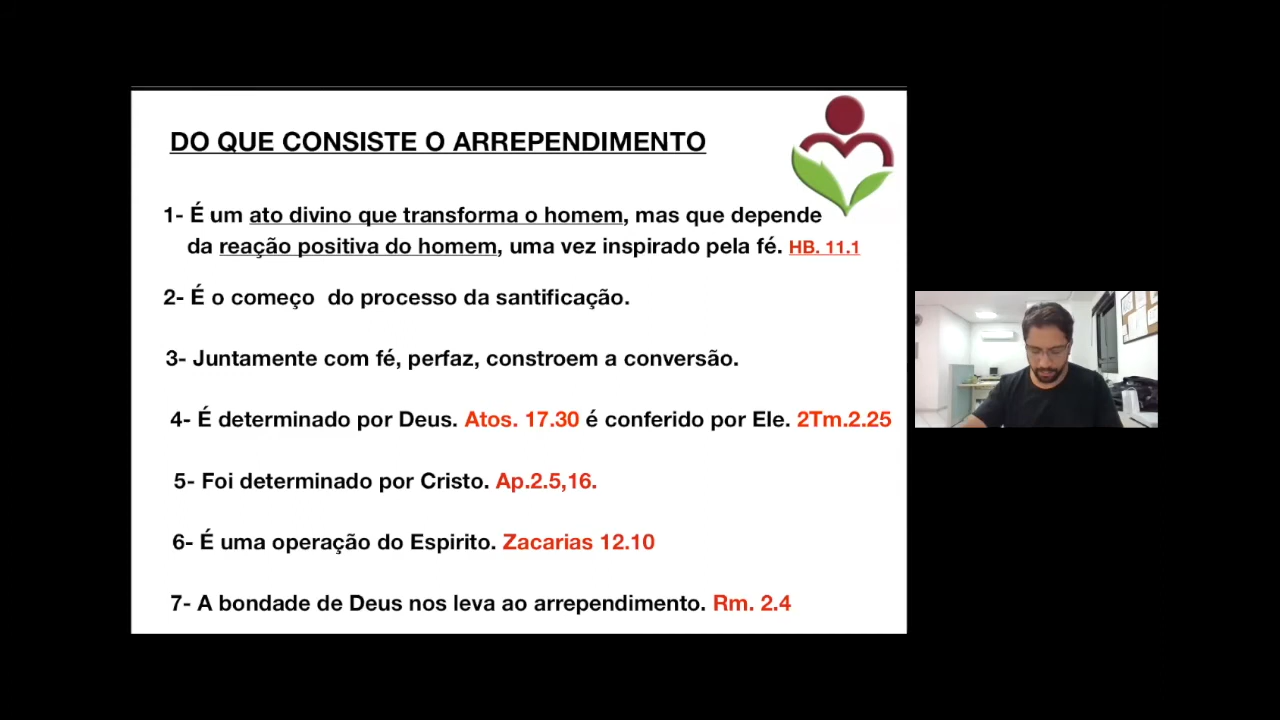 DO QUE CONSISTE O ARREPENDIMENTO
1- É um ato divino que transforma o homem, mas que depende
da reação positiva do homem, uma vez inspirado pela fé. HB. 11.1
2- É o começo do processo da santificação.
3- Juntamente com fé, perfaz, constroem a conversão.
4- É determinado por Deus. Atos. 17.30 é conferido por Ele. 2Tm.2.25
5- Foi determinado por Cristo. Ap.2.5,16.
6- É uma operação do Espirito. Zacarias 12.10
7- A bondade de Deus nos leva ao arrependimento. Rm. 2.4